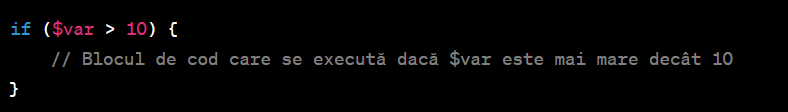 if ($var > 10) {
    // Blocul de cod care se execută dacă $var este mai mare decât 10
}